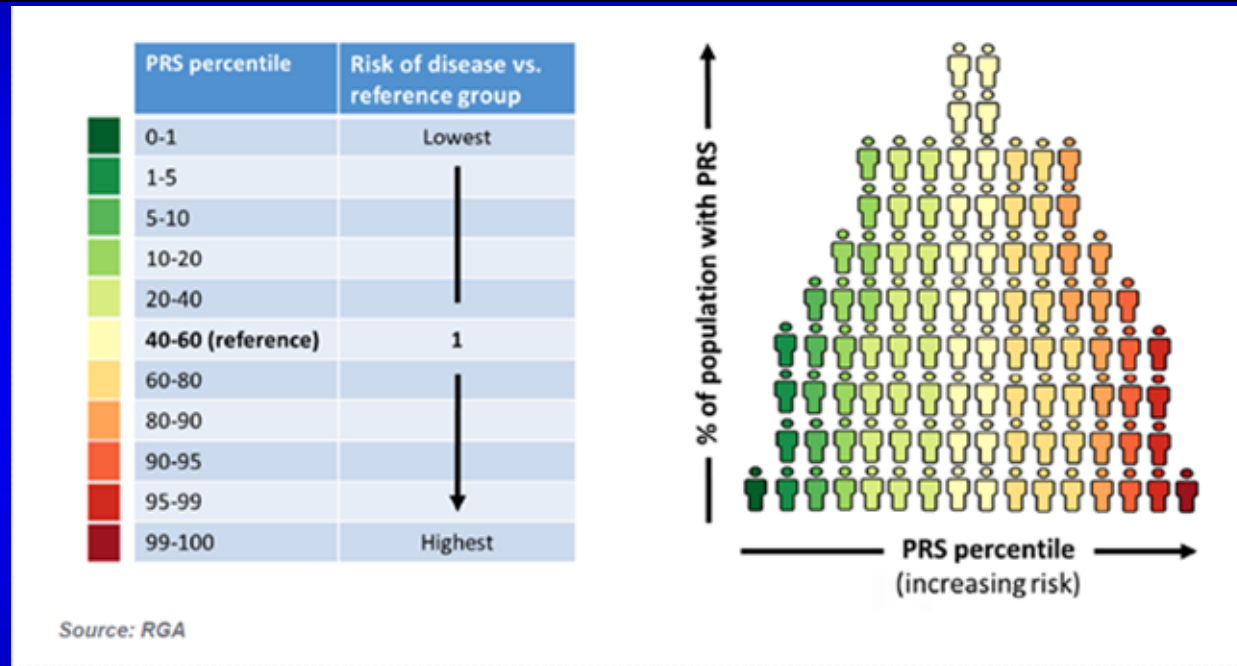 PRS percentile
Risk of disease vs.
reference group
0-1
Lowest
1-5
5-10
10-20
20-40
40-60 (reference)
1
60-80
80-90
90-95
95-99
99-100
Highest
% of population with PRS
PRS percentile
(increasing risk)
Source: RGA